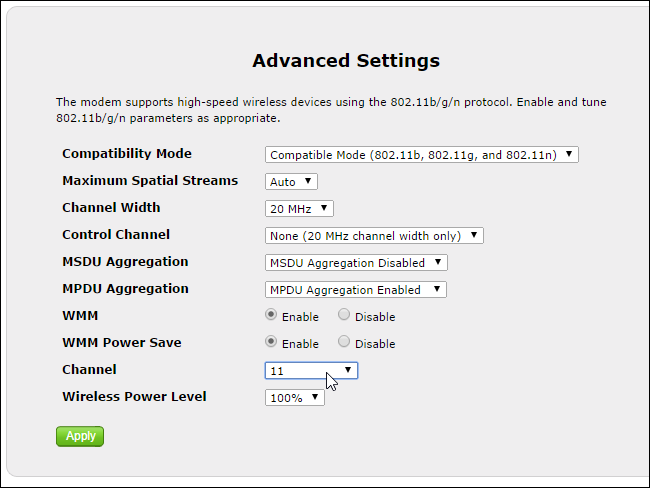 Advanced Settings
The modem supports high-speed wireless devices using the 802.11b/g/n protocol. Enable and tune
802.11b/g/n parameters as appropriate.
Compatibility Mode Compatible Mode (802.11b, 802.11g, and 802.11n)
Maximum Spatial Streams Auto
Channel Width 20 MHz
Control Channel None (20 MHz channel width only)
MSDU Aggregation MSDU Aggregation Disabled
MPDU Aggregation MPDU Aggregation Enabled
WMM Enable Disable
WMM Power Save Enable Disable
Channel 11
Wireless Power Level 100%
Apply